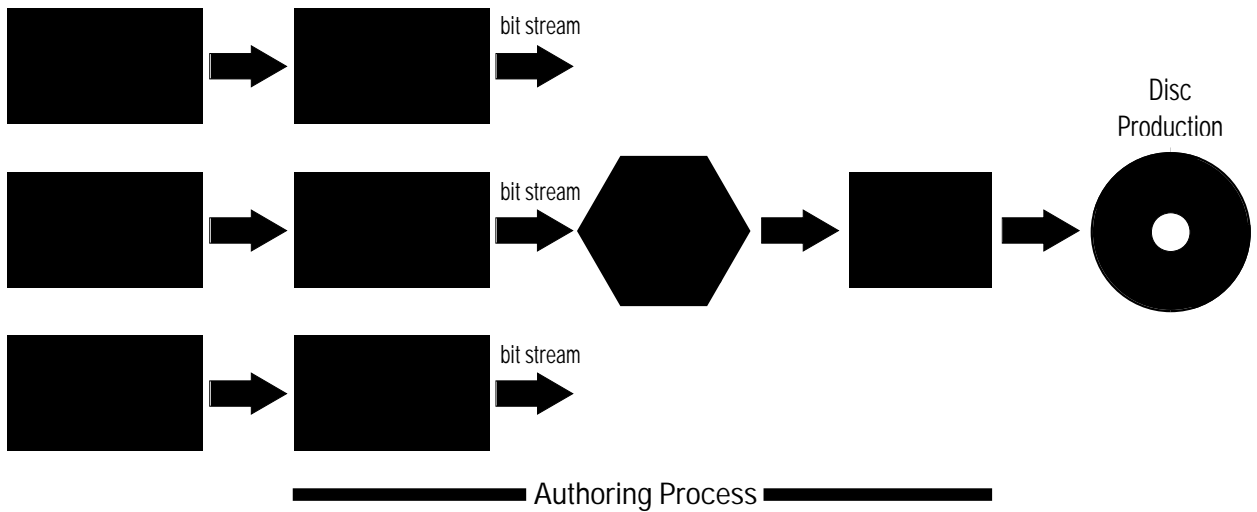 bit stream
Disc
Production
bit stream
bit stream
Authoring Process